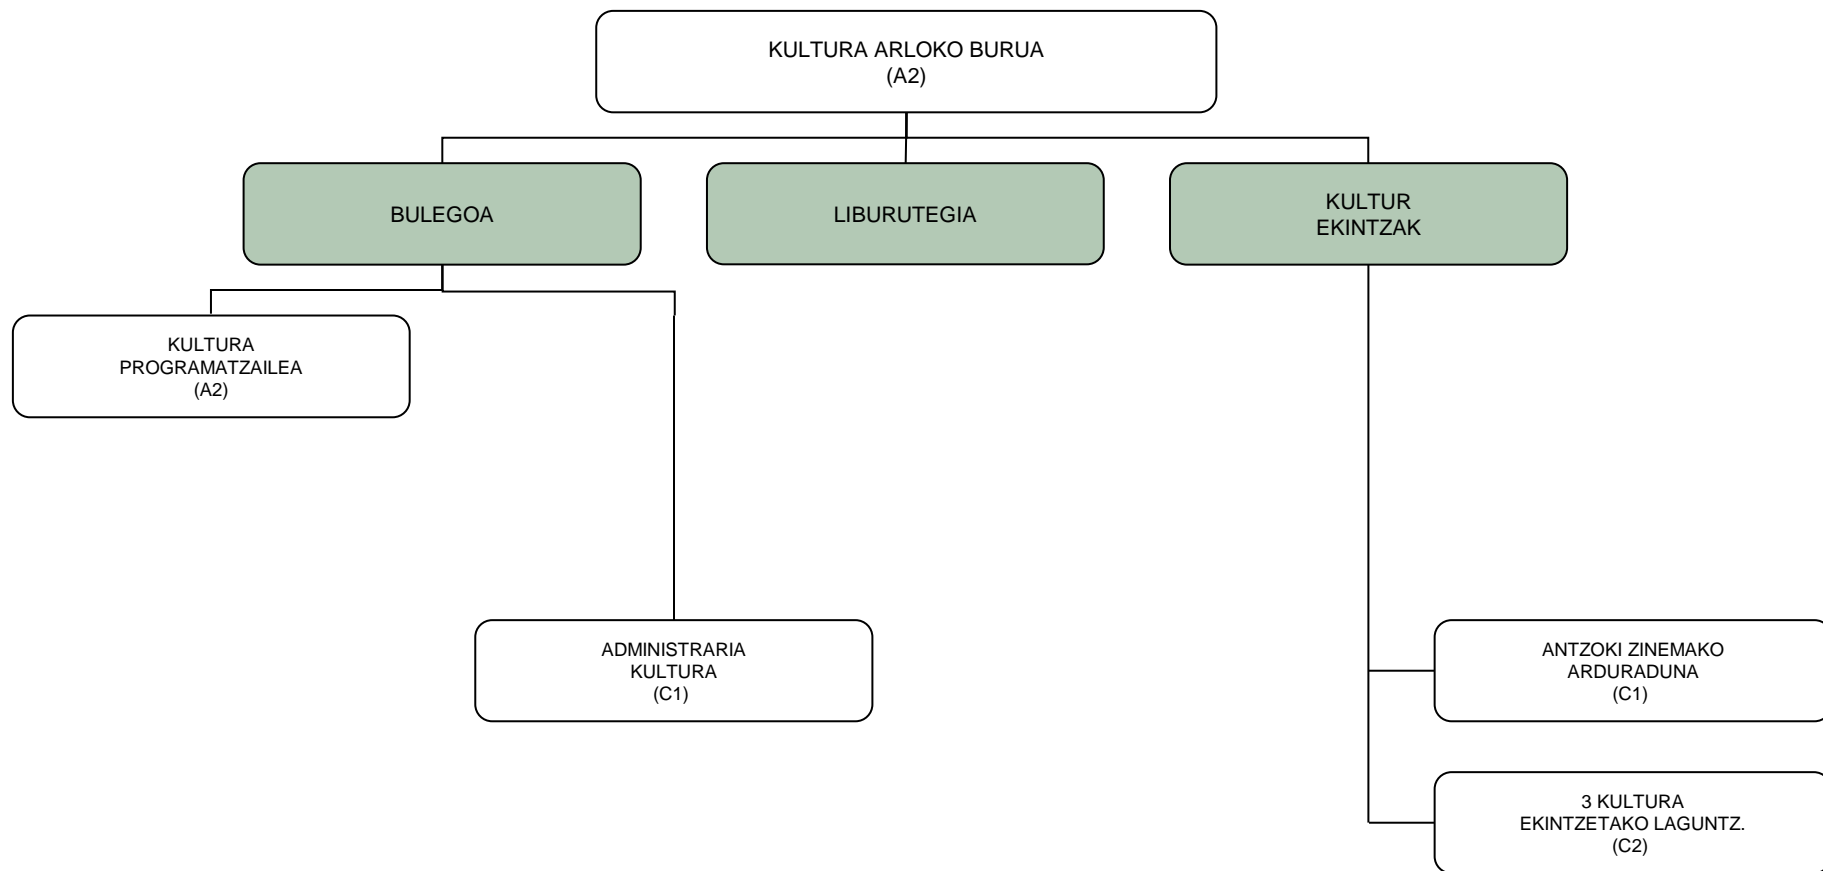 KULTURA ARLOKO BURUA
(A2)
BULEGOA
LIBURUTEGIA
KULTUR
EKINTZAK
KULTURA
PROGRAMATZAILEA
(A2)
ADMINISTRARIA
KULTURA
(C1)
ANTZOKI ZINEMAKO
ARDURADUNA
(C1)
3 KULTURA
EKINTZETAKO LAGUNTZ.
(C2)